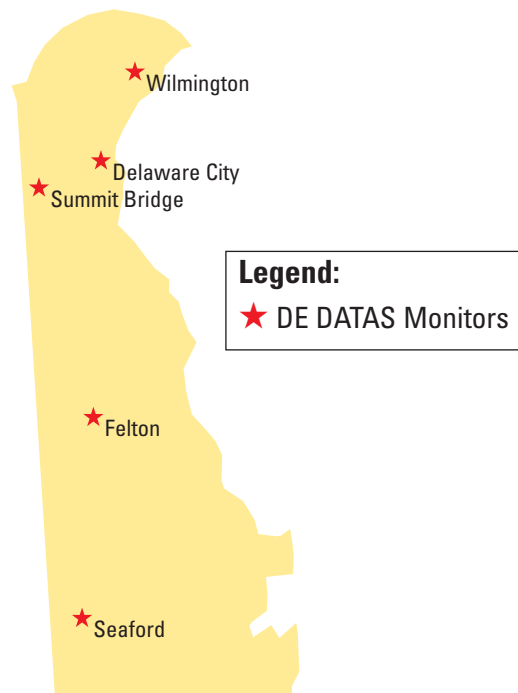 Wilmington
Delaware City
Summit Bridge
Legend:
DE DATAS Monitors
Felton
Seaford